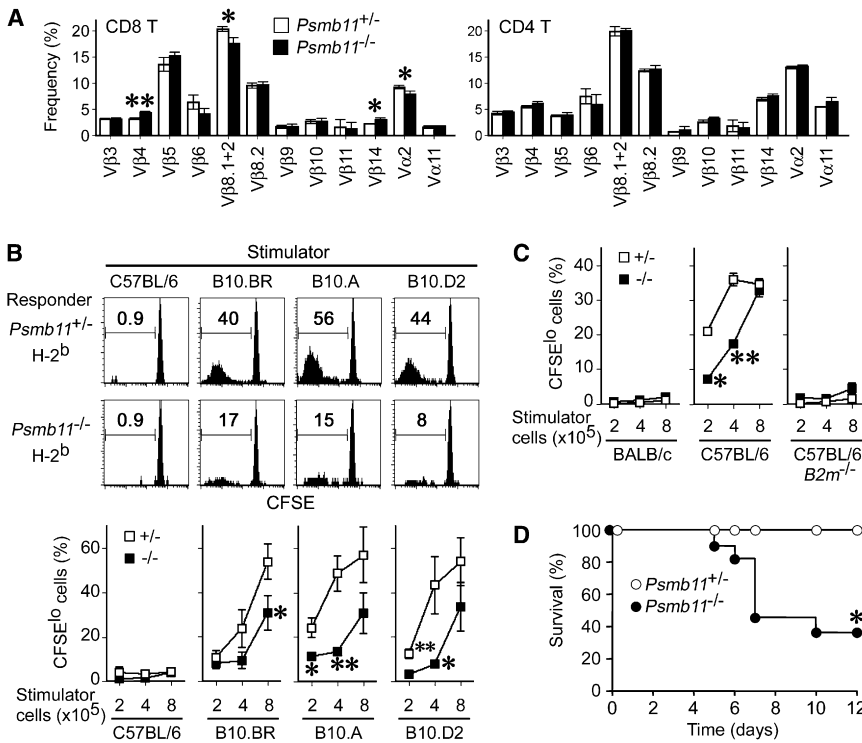 A
CD8 T
Psmb11+/-
Psmb11-/-
CD4 T
Frequency (%)
20
15
10
5
0
20
15
10
5
0
* * * * *
Vβ3 Vβ4 Vβ5 Vβ6 Vβ8.1+2 Vβ8.2 Vβ9 Vβ10 Vβ11 Vβ14 Vα2 Vα11
Vβ3 Vβ4 Vβ5 Vβ6 Vβ8.1+2 Vβ8.2 Vβ9 Vβ10 Vβ11 Vβ14 Vα2 Vα11
B
Stimulator
C57BL/6 B10.BR B10.A B10.D2
Responder
Psmb11+/-
H-2b
0.9 40 56 44
Psmb11-/-
H-2b
0.9 17 15 8
CFSE
+/-
-/-
CFSElo cells (%)
60
40
20
0
* * ** ** *
Stimulator
cells (x105)
2 4 8 2 4 8 2 4 8 2 4 8
C57BL/6 B10.BR B10.A B10.D2
C
+/-
-/-
CFSElo cells (%)
40
30
20
10
0
* **
Stimulator
cells (x105)
2 4 8 2 4 8 2 4 8
BALB/c C57BL/6 C57BL/6
B2m-/-
D
Survival (%)
100
80
60
40
20
0
Psmb11+/-
Psmb11-/-
*
0 2 4 6 8 10 12
Time (days)